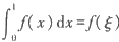 ∫₀¹ f(x) dx = f(ξ)